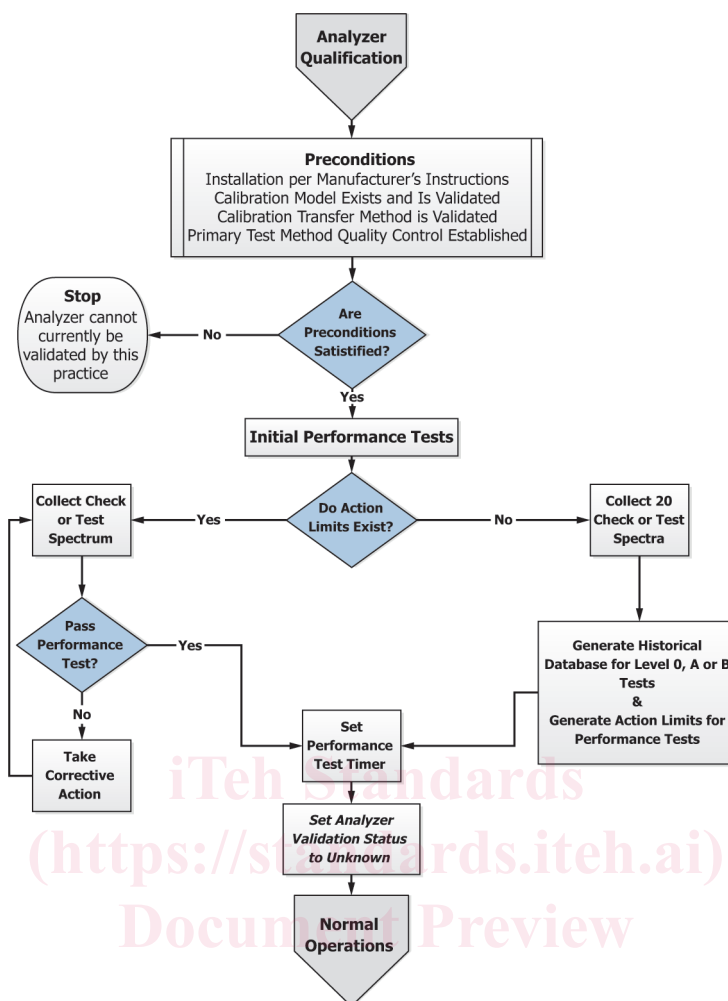 Analyzer
Qualification
Preconditions
Installation per Manufacturer's Instructions
Calibration Model Exists and Is Validated
Calibration Transfer Method is Validated
Primary Test Method Quality Control Established
Stop
Analyzer cannot
currently be
validated by this
practice
No
Are
Preconditions
Satistified?
Yes
Initial Performance Tests
Collect Check
or Test
Spectrum
Yes
Do Action
Limits Exist?
No
Collect 20
Check or Test
Spectra
Pass
Performance
Test?
Yes
Generate Historical
Database for Level 0, A or B
Tests
&
Generate Action Limits for
Performance Tests
No
Take
Corrective
Action
Set
Performance
Test Timer
Set Analyzer
Validation Status
to Unknown
Normal
Operations
iTeh Standards
(https://standards.iteh.ai)
Document Preview